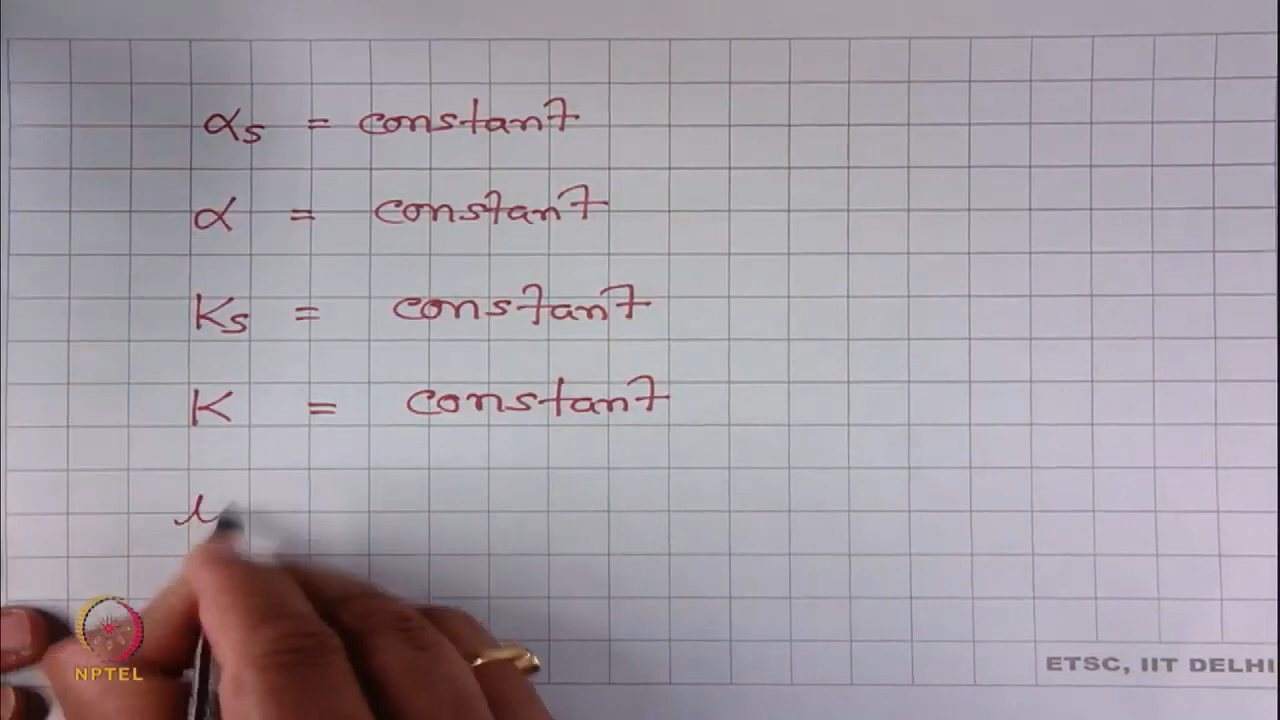 αs = constant
α = constant
Ks = constant
K = constant
NPTEL
ETSC, IIT DELHI